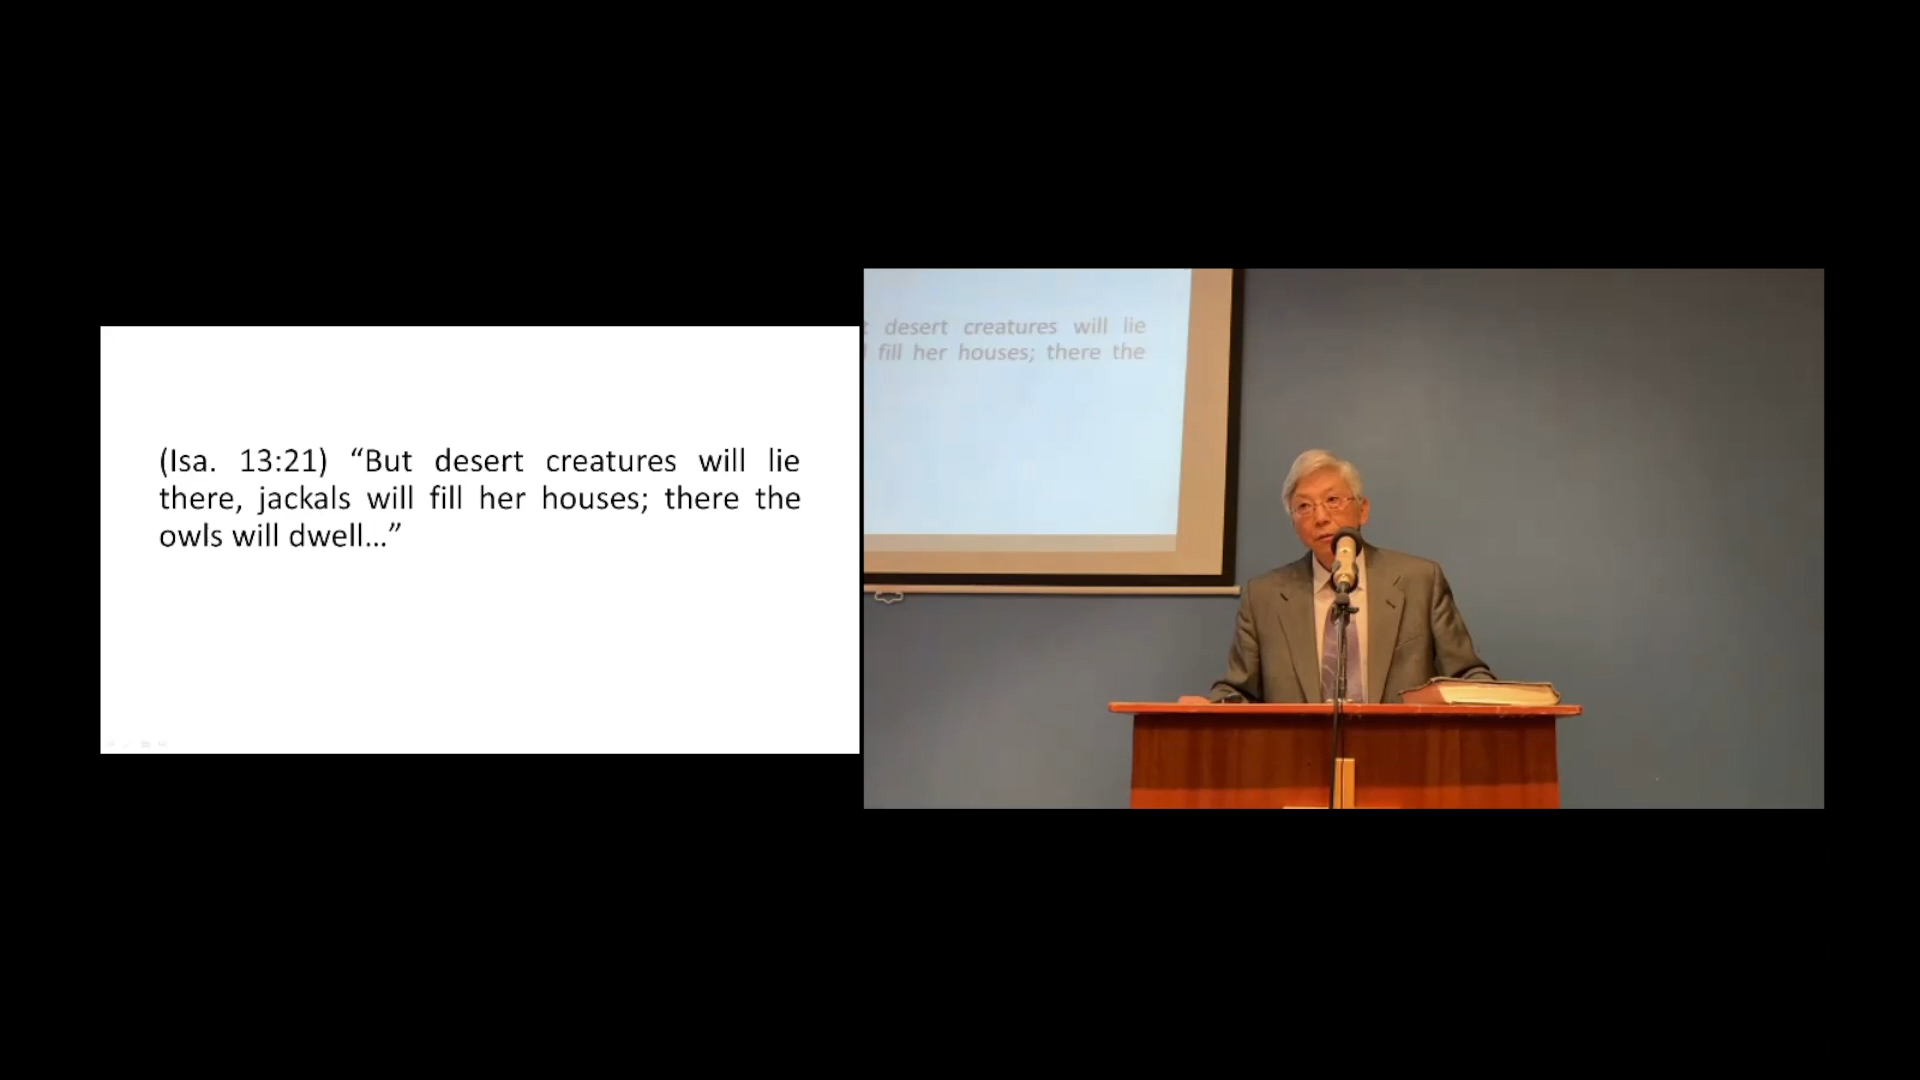 (Isa. 13:21) “But desert creatures will lie
there, jackals will fill her houses; there the
owls will dwell...”
desert creatures will lie
fill her houses; there the